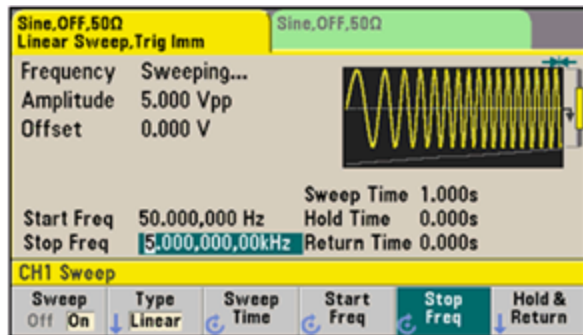 Sine,OFF,50Ω
Linear Sweep,Trig Imm
Sine,OFF,50Ω
Frequency Sweeping...
Amplitude 5.000 Vpp
Offset 0.000 V
Sweep Time 1.000s
Start Freq 50.000,000 Hz Hold Time 0.000s
Stop Freq 5.000,000,00kHz Return Time 0.000s
CH1 Sweep
Sweep
Off On
Type
Linear
Sweep
Time
Start
Freq
Stop
Freq
Hold &
Return